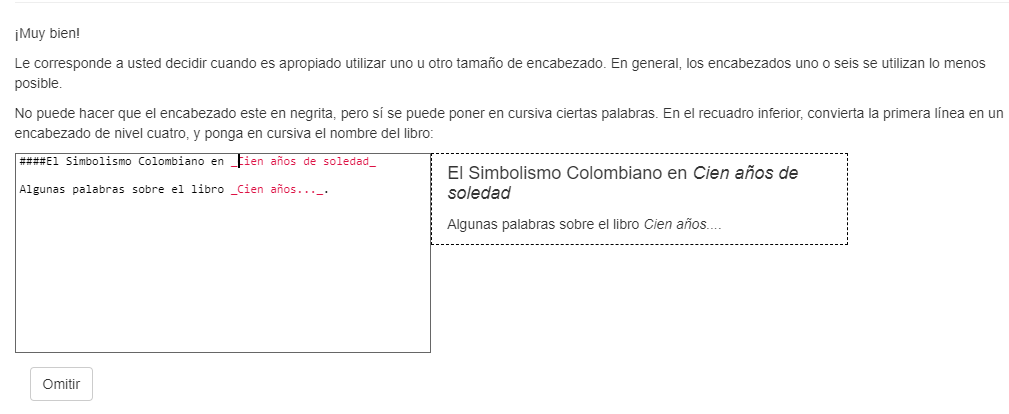 ¡Muy bien!
Le corresponde a usted decidir cuando es apropiado utilizar uno u otro tamaño de encabezado. En general, los encabezados uno o seis se utilizan lo menos
posible.
No puede hacer que el encabezado este en negrita, pero sí se puede poner en cursiva ciertas palabras. En el recuadro inferior, convierta la primera línea en un
encabezado de nivel cuatro, y ponga en cursiva el nombre del libro:
####El Simbolismo Colombiano en _Cien años de soledad_
Algunas palabras sobre el libro _Cien años..._.
El Simbolismo Colombiano en Cien años de
soledad
Algunas palabras sobre el libro Cien años....
Omitir